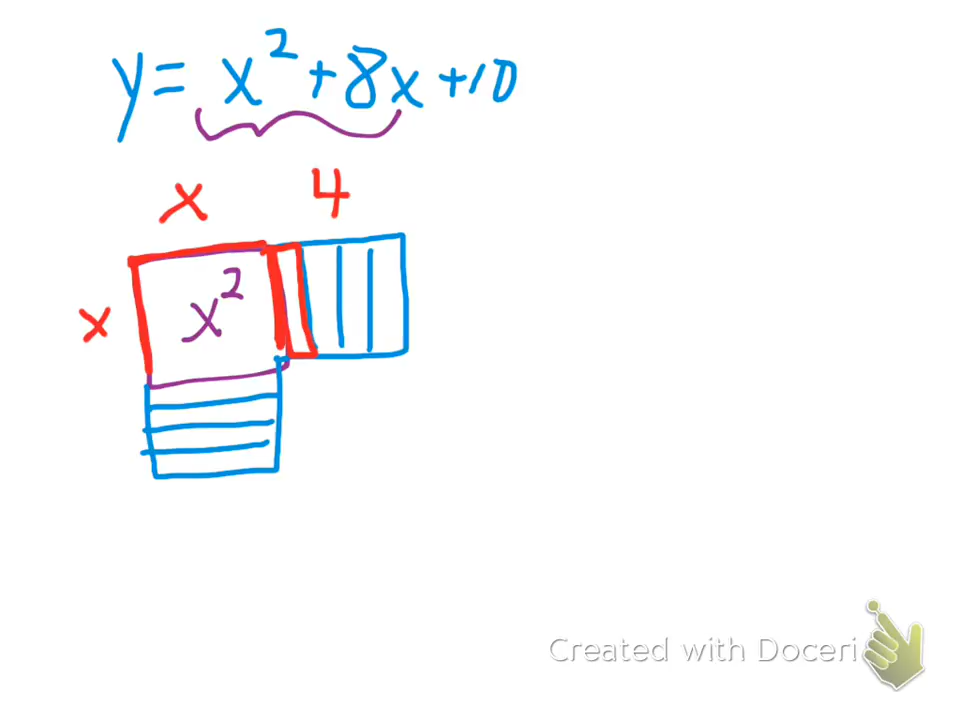 y = x² + 8x + 10
x 4
x² 
x
Created with Doceri